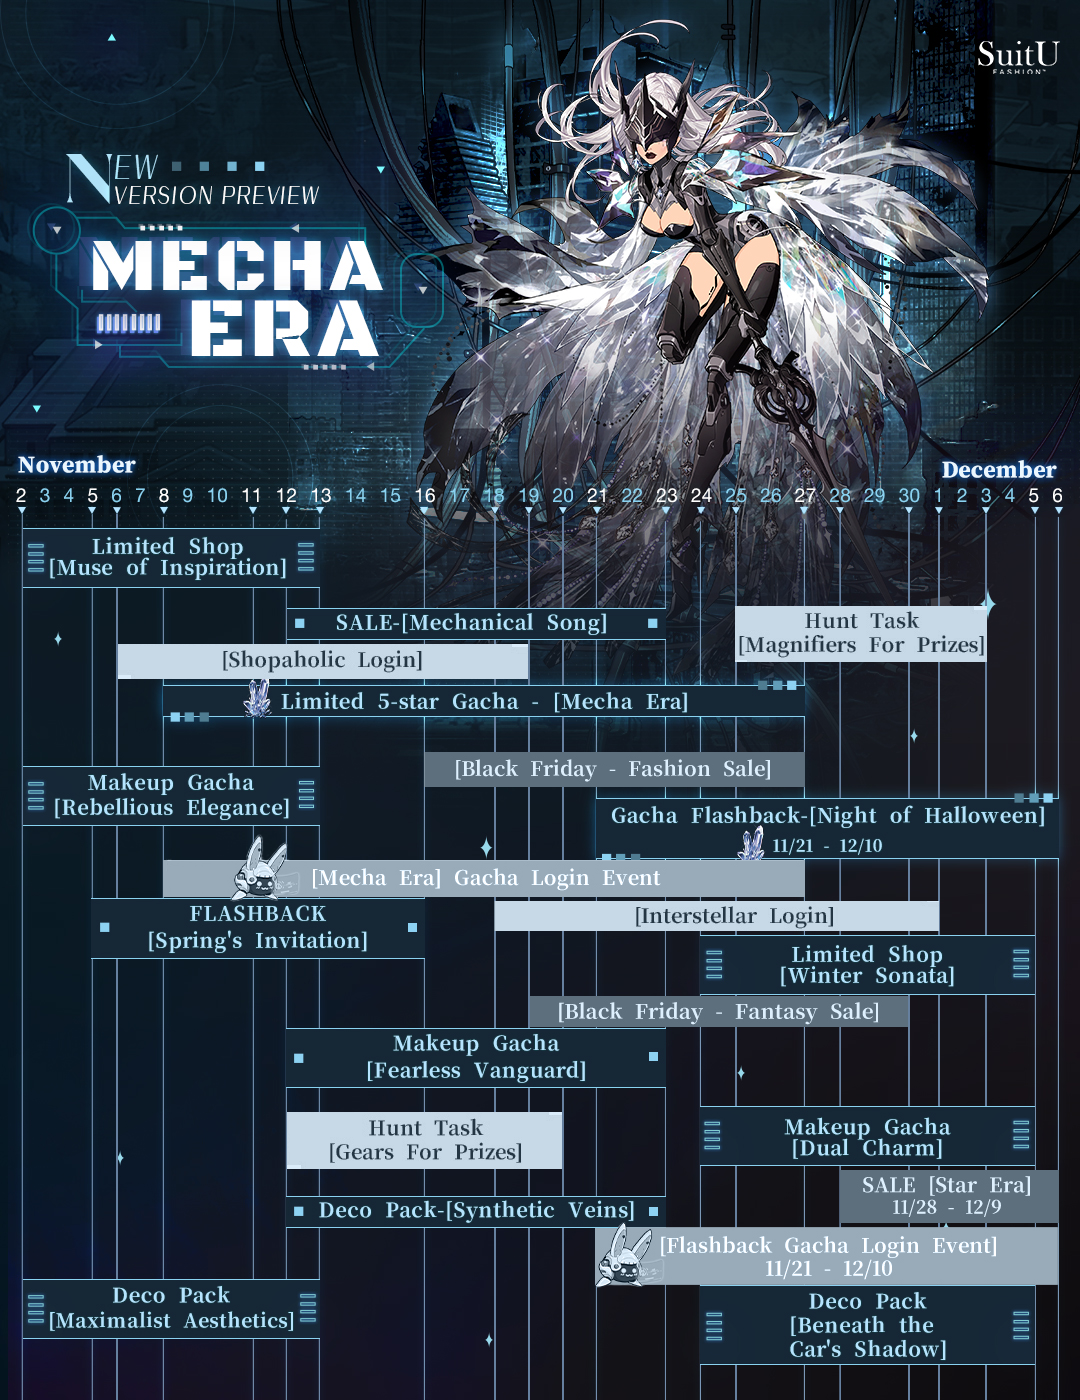 SuitU
FASHION™
NEW
VERSION PREVIEW
MECHA
ERA
November
December
2 3 4 5 6 7 8 9 10 11 12 13 14 15 16 17 18 19 20 21 22 23 24 25 26 27 28 29 30 1 2 3 4 5 6
Limited Shop
[Muse of Inspiration]
SALE-[Mechanical Song]
Hunt Task
[Magnifiers For Prizes]
[Shopaholic Login]
Limited 5-star Gacha - [Mecha Era]
[Black Friday - Fashion Sale]
Makeup Gacha
[Rebellious Elegance]
Gacha Flashback-[Night of Halloween]
11/21 - 12/10
[Mecha Era] Gacha Login Event
FLASHBACK
[Spring's Invitation]
[Interstellar Login]
Limited Shop
[Winter Sonata]
[Black Friday - Fantasy Sale]
Makeup Gacha
[Fearless Vanguard]
Hunt Task
[Gears For Prizes]
Makeup Gacha
[Dual Charm]
SALE [Star Era]
11/28 - 12/9
Deco Pack-[Synthetic Veins]
[Flashback Gacha Login Event]
11/21 - 12/10
Deco Pack
[Maximalist Aesthetics]
Deco Pack
[Beneath the
Car's Shadow]